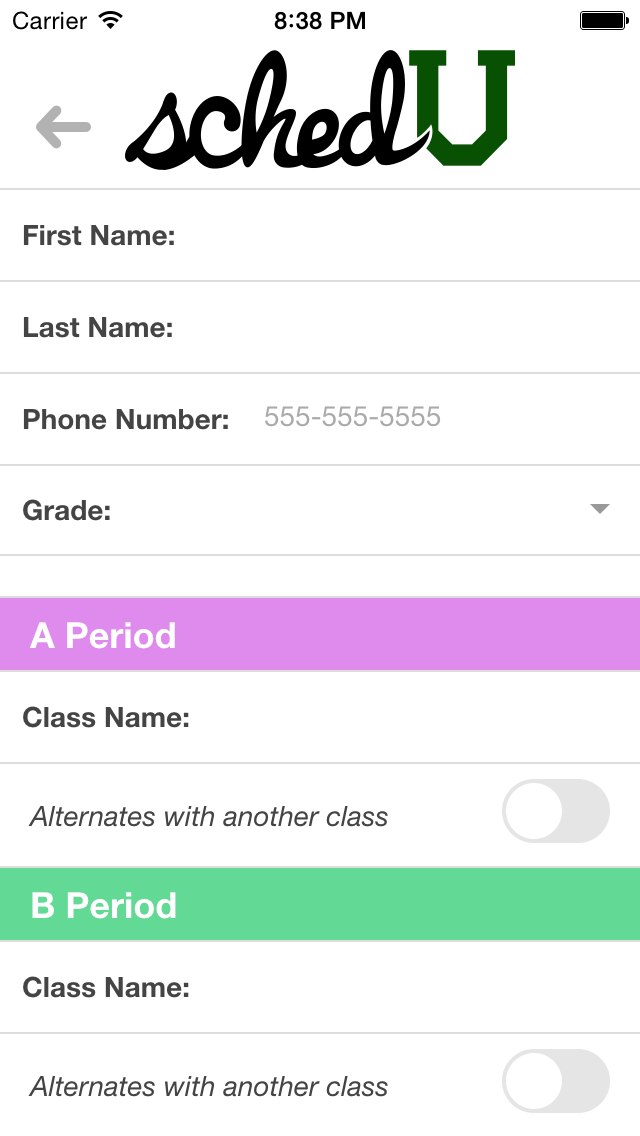 Carrier 8:38 PM
schedU
First Name:
Last Name:
Phone Number: 555-555-5555
Grade:
A Period
Class Name:
Alternates with another class
B Period
Class Name:
Alternates with another class